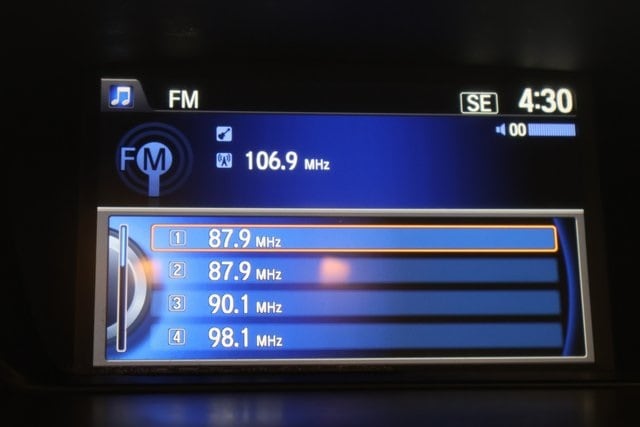 FM SE 4:30
00
FM
106.9 MHz
1 87.9 MHz
2 87.9 MHz
3 90.1 MHz
4 98.1 MHz